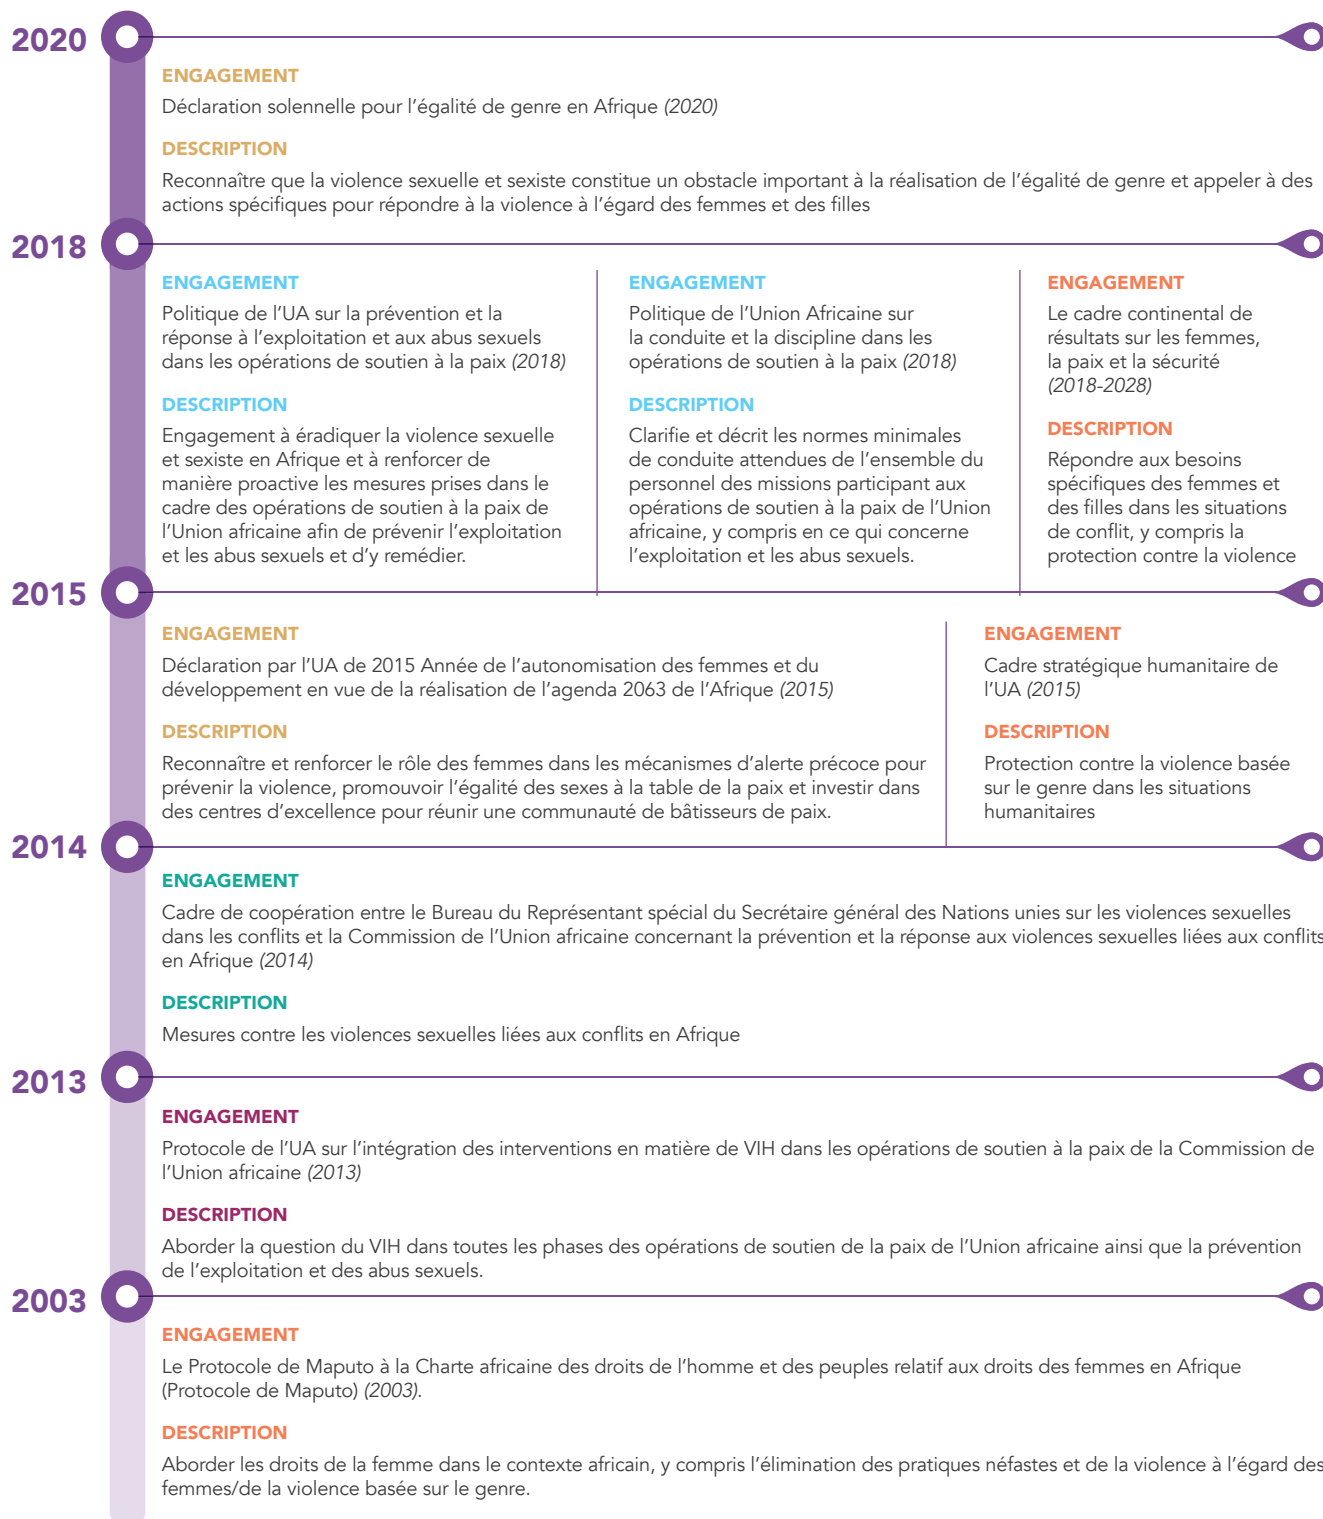 2020
ENGAGEMENT
Déclaration solennelle pour l’égalité de genre en Afrique (2020)
DESCRIPTION
Reconnaître que la violence sexuelle et sexiste constitue un obstacle important à la réalisation de l’égalité de genre et appeler à des
actions spécifiques pour répondre à la violence à l’égard des femmes et des filles
2018
ENGAGEMENT
Politique de l’UA sur la prévention et la
réponse à l’exploitation et aux abus sexuels
dans les opérations de soutien à la paix (2018)
DESCRIPTION
Engagement à éradiquer la violence sexuelle
et sexiste en Afrique et à renforcer de
manière proactive les mesures prises dans le
cadre des opérations de soutien à la paix de
l’Union africaine afin de prévenir l’exploitation
et les abus sexuels et d’y remédier.
ENGAGEMENT
Politique de l’Union Africaine sur
la conduite et la discipline dans les
opérations de soutien à la paix (2018)
DESCRIPTION
Clarifie et décrit les normes minimales
de conduite attendues de l’ensemble du
personnel des missions participant aux
opérations de soutien à la paix de l’Union
africaine, y compris en ce qui concerne
l’exploitation et les abus sexuels.
ENGAGEMENT
Le cadre continental de
résultats sur les femmes,
la paix et la sécurité
(2018-2028)
DESCRIPTION
Répondre aux besoins
spécifiques des femmes et
des filles dans les situations
de conflit, y compris la
protection contre la violence
2015
ENGAGEMENT
Déclaration par l’UA de 2015 Année de l’autonomisation des femmes et du
développement en vue de la réalisation de l’agenda 2063 de l’Afrique (2015)
DESCRIPTION
Reconnaître et renforcer le rôle des femmes dans les mécanismes d’alerte précoce pour
prévenir la violence, promouvoir l’égalité des sexes à la table de la paix et investir dans
des centres d’excellence pour réunir une communauté de bâtisseurs de paix.
ENGAGEMENT
Cadre stratégique humanitaire de
l’UA (2015)
DESCRIPTION
Protection contre la violence basée
sur le genre dans les situations
humanitaires
2014
ENGAGEMENT
Cadre de coopération entre le Bureau du Représentant spécial du Secrétaire général des Nations unies sur les violences sexuelles
dans les conflits et la Commission de l’Union africaine concernant la prévention et la réponse aux violences sexuelles liées aux conflits
en Afrique (2014)
DESCRIPTION
Mesures contre les violences sexuelles liées aux conflits en Afrique
2013
ENGAGEMENT
Protocole de l’UA sur l’intégration des interventions en matière de VIH dans les opérations de soutien à la paix de la Commission de
l’Union africaine (2013)
DESCRIPTION
Aborder la question du VIH dans toutes les phases des opérations de soutien de la paix de l’Union africaine ainsi que la prévention
de l’exploitation et des abus sexuels.
2003
ENGAGEMENT
Le Protocole de Maputo à la Charte africaine des droits de l’homme et des peuples relatif aux droits des femmes en Afrique
(Protocole de Maputo) (2003).
DESCRIPTION
Aborder les droits de la femme dans le contexte africain, y compris l’élimination des pratiques néfastes et de la violence à l’égard des
femmes/de la violence basée sur le genre.